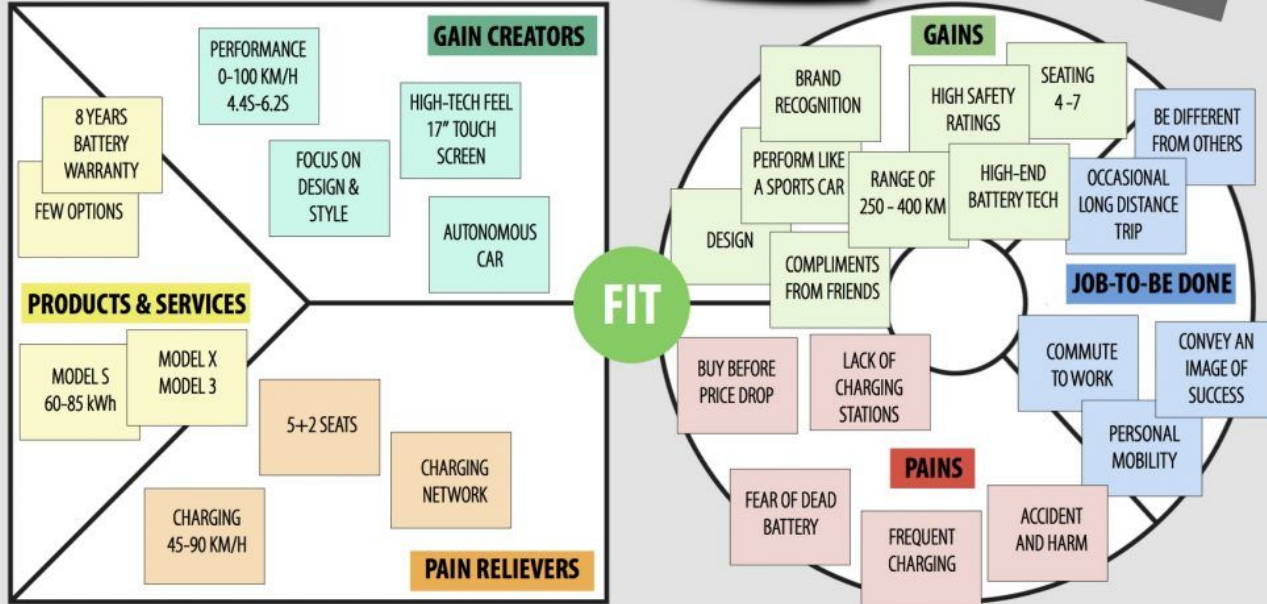 GAIN CREATORS
PERFORMANCE
0-100 KM/H
4.4S-6.2S
HIGH-TECH FEEL
17” TOUCH
SCREEN
FOCUS ON
DESIGN &
STYLE
AUTONOMOUS
CAR
8 YEARS
BATTERY
WARRANTY
FEW OPTIONS
PRODUCTS & SERVICES
MODEL S
60-85 kWh
MODEL X
MODEL 3
5+2 SEATS
CHARGING
NETWORK
CHARGING
45-90 KM/H
PAIN RELIEVERS
FIT
GAINS
BRAND
RECOGNITION
HIGH SAFETY
RATINGS
SEATING
4 -7
PERFORM LIKE
A SPORTS CAR
RANGE OF
250 – 400 KM
HIGH-END
BATTERY TECH
DESIGN
COMPLIMENTS
FROM FRIENDS
BE DIFFERENT
FROM OTHERS
OCCASIONAL
LONG DISTANCE
TRIP
JOB-TO-BE DONE
COMMUTE
TO WORK
CONVEY AN
IMAGE OF
SUCCESS
PERSONAL
MOBILITY
BUY BEFORE
PRICE DROP
LACK OF
CHARGING
STATIONS
PAINS
FEAR OF DEAD
BATTERY
FREQUENT
CHARGING
ACCIDENT
AND HARM